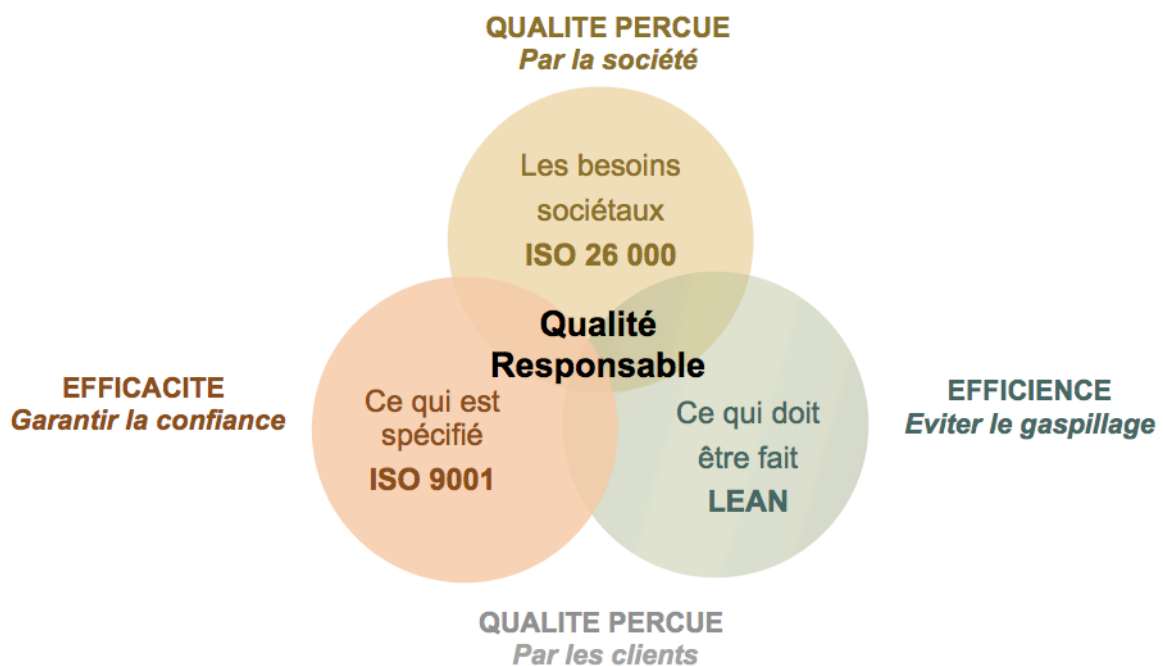 QUALITE PERCUE
Par la société
Les besoins
sociétaux
ISO 26 000
Qualité
Responsable
EFFICACITE
Garantir la confiance
Ce qui est
spécifié
ISO 9001
Ce qui doit
être fait
LEAN
EFFICIENCE
Eviter le gaspillage
QUALITE PERCUE
Par les clients